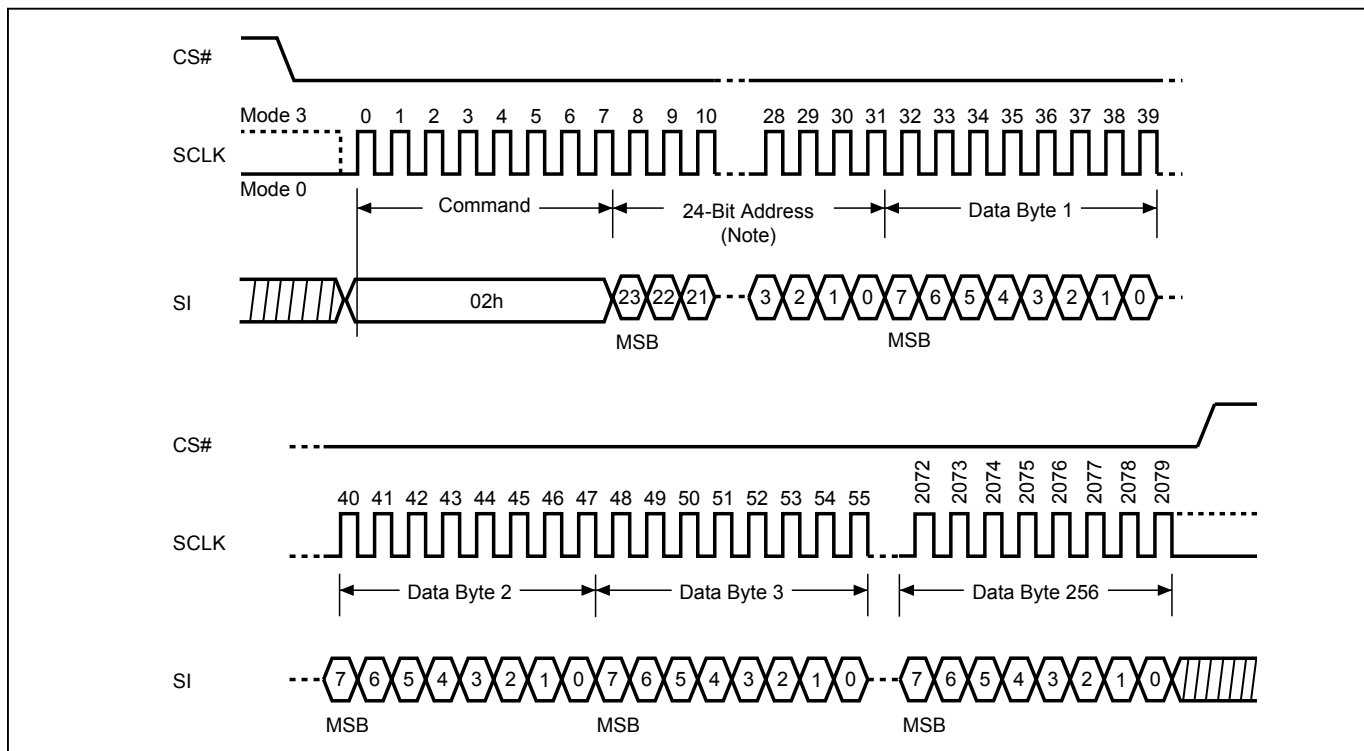 CS#
Mode 3
0 1 2 3 4 5 6 7 8 9 10 28 29 30 31 32 33 34 35 36 37 38 39
SCLK
Mode 0
Command 24-Bit Address Data Byte 1
(Note)
SI 02h 23 22 21 3 2 1 0 7 6 5 4 3 2 1 0
MSB MSB
CS#
40 41 42 43 44 45 46 47 48 49 50 51 52 53 54 55 2072 2073 2074 2075 2076 2077 2078 2079
SCLK
Data Byte 2 Data Byte 3 Data Byte 256
SI 7 6 5 4 3 2 1 0 7 6 5 4 3 2 1 0 7 6 5 4 3 2 1 0
MSB MSB MSB